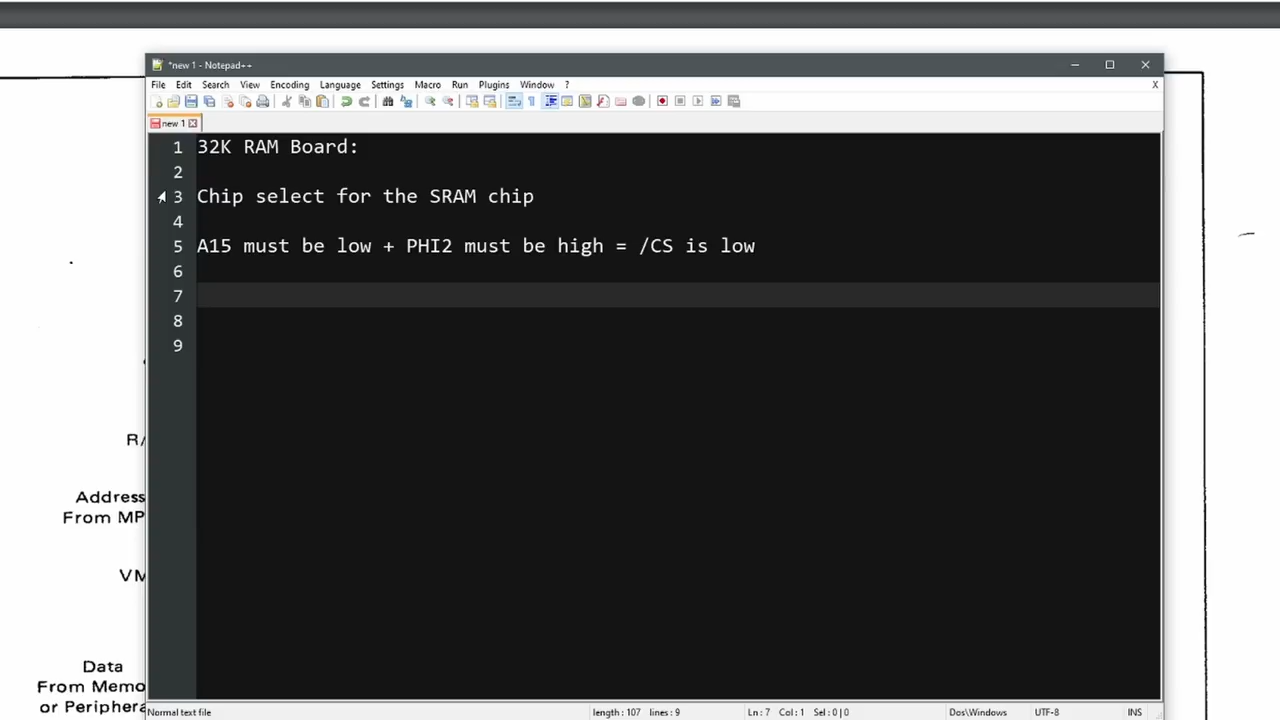 *new 1 - Notepad++
File Edit Search View Encoding Language Settings Macro Run Plugins Window ?
X
new 1
1 32K RAM Board:
2
3 Chip select for the SRAM chip
4
5 A15 must be low + PHI2 must be high = /CS is low
6
7
8
9
R/
Address
From MP
VM
Data
From Memo
or Periphera
Normal text file length : 107 lines : 9 Ln : 7 Col : 1 Sel : 0 | 0 Dos\Windows UTF-8 INS